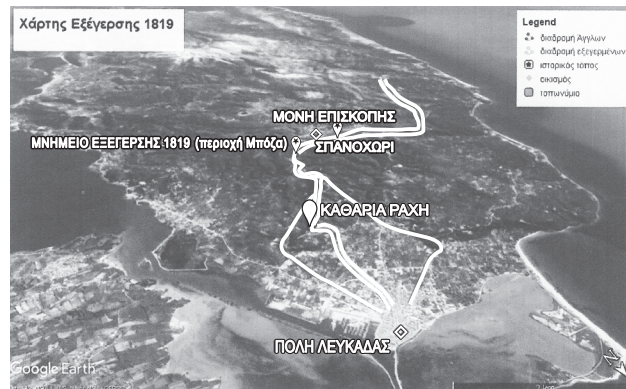 Χάρτης Εξέγερσης 1819
Legend
διαδρομή Άγγλων
διαδρομή εξεγερμένων
ιστορικός τόπος
οικισμός
τοπωνύμια
ΜΟΝΗ ΕΠΙΣΚΟΠΗΣ
ΜΝΗΜΕΙΟ ΕΞΕΓΕΡΣΗΣ 1819 (περιοχή Μπόζα)
ΣΠΑΝΟΧΩΡΙ
ΚΑΘΑΡΙΑ ΡΑΧΗ
ΠΟΛΗ ΛΕΥΚΑΔΑΣ
Google Earth